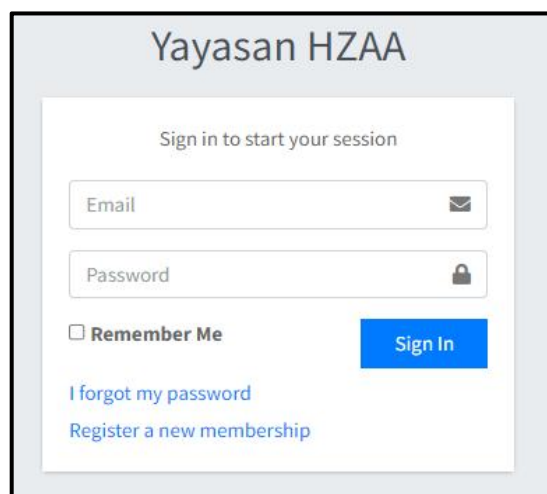 Yayasan HZAA
Sign in to start your session
Email
Password
Remember Me
Sign In
I forgot my password
Register a new membership